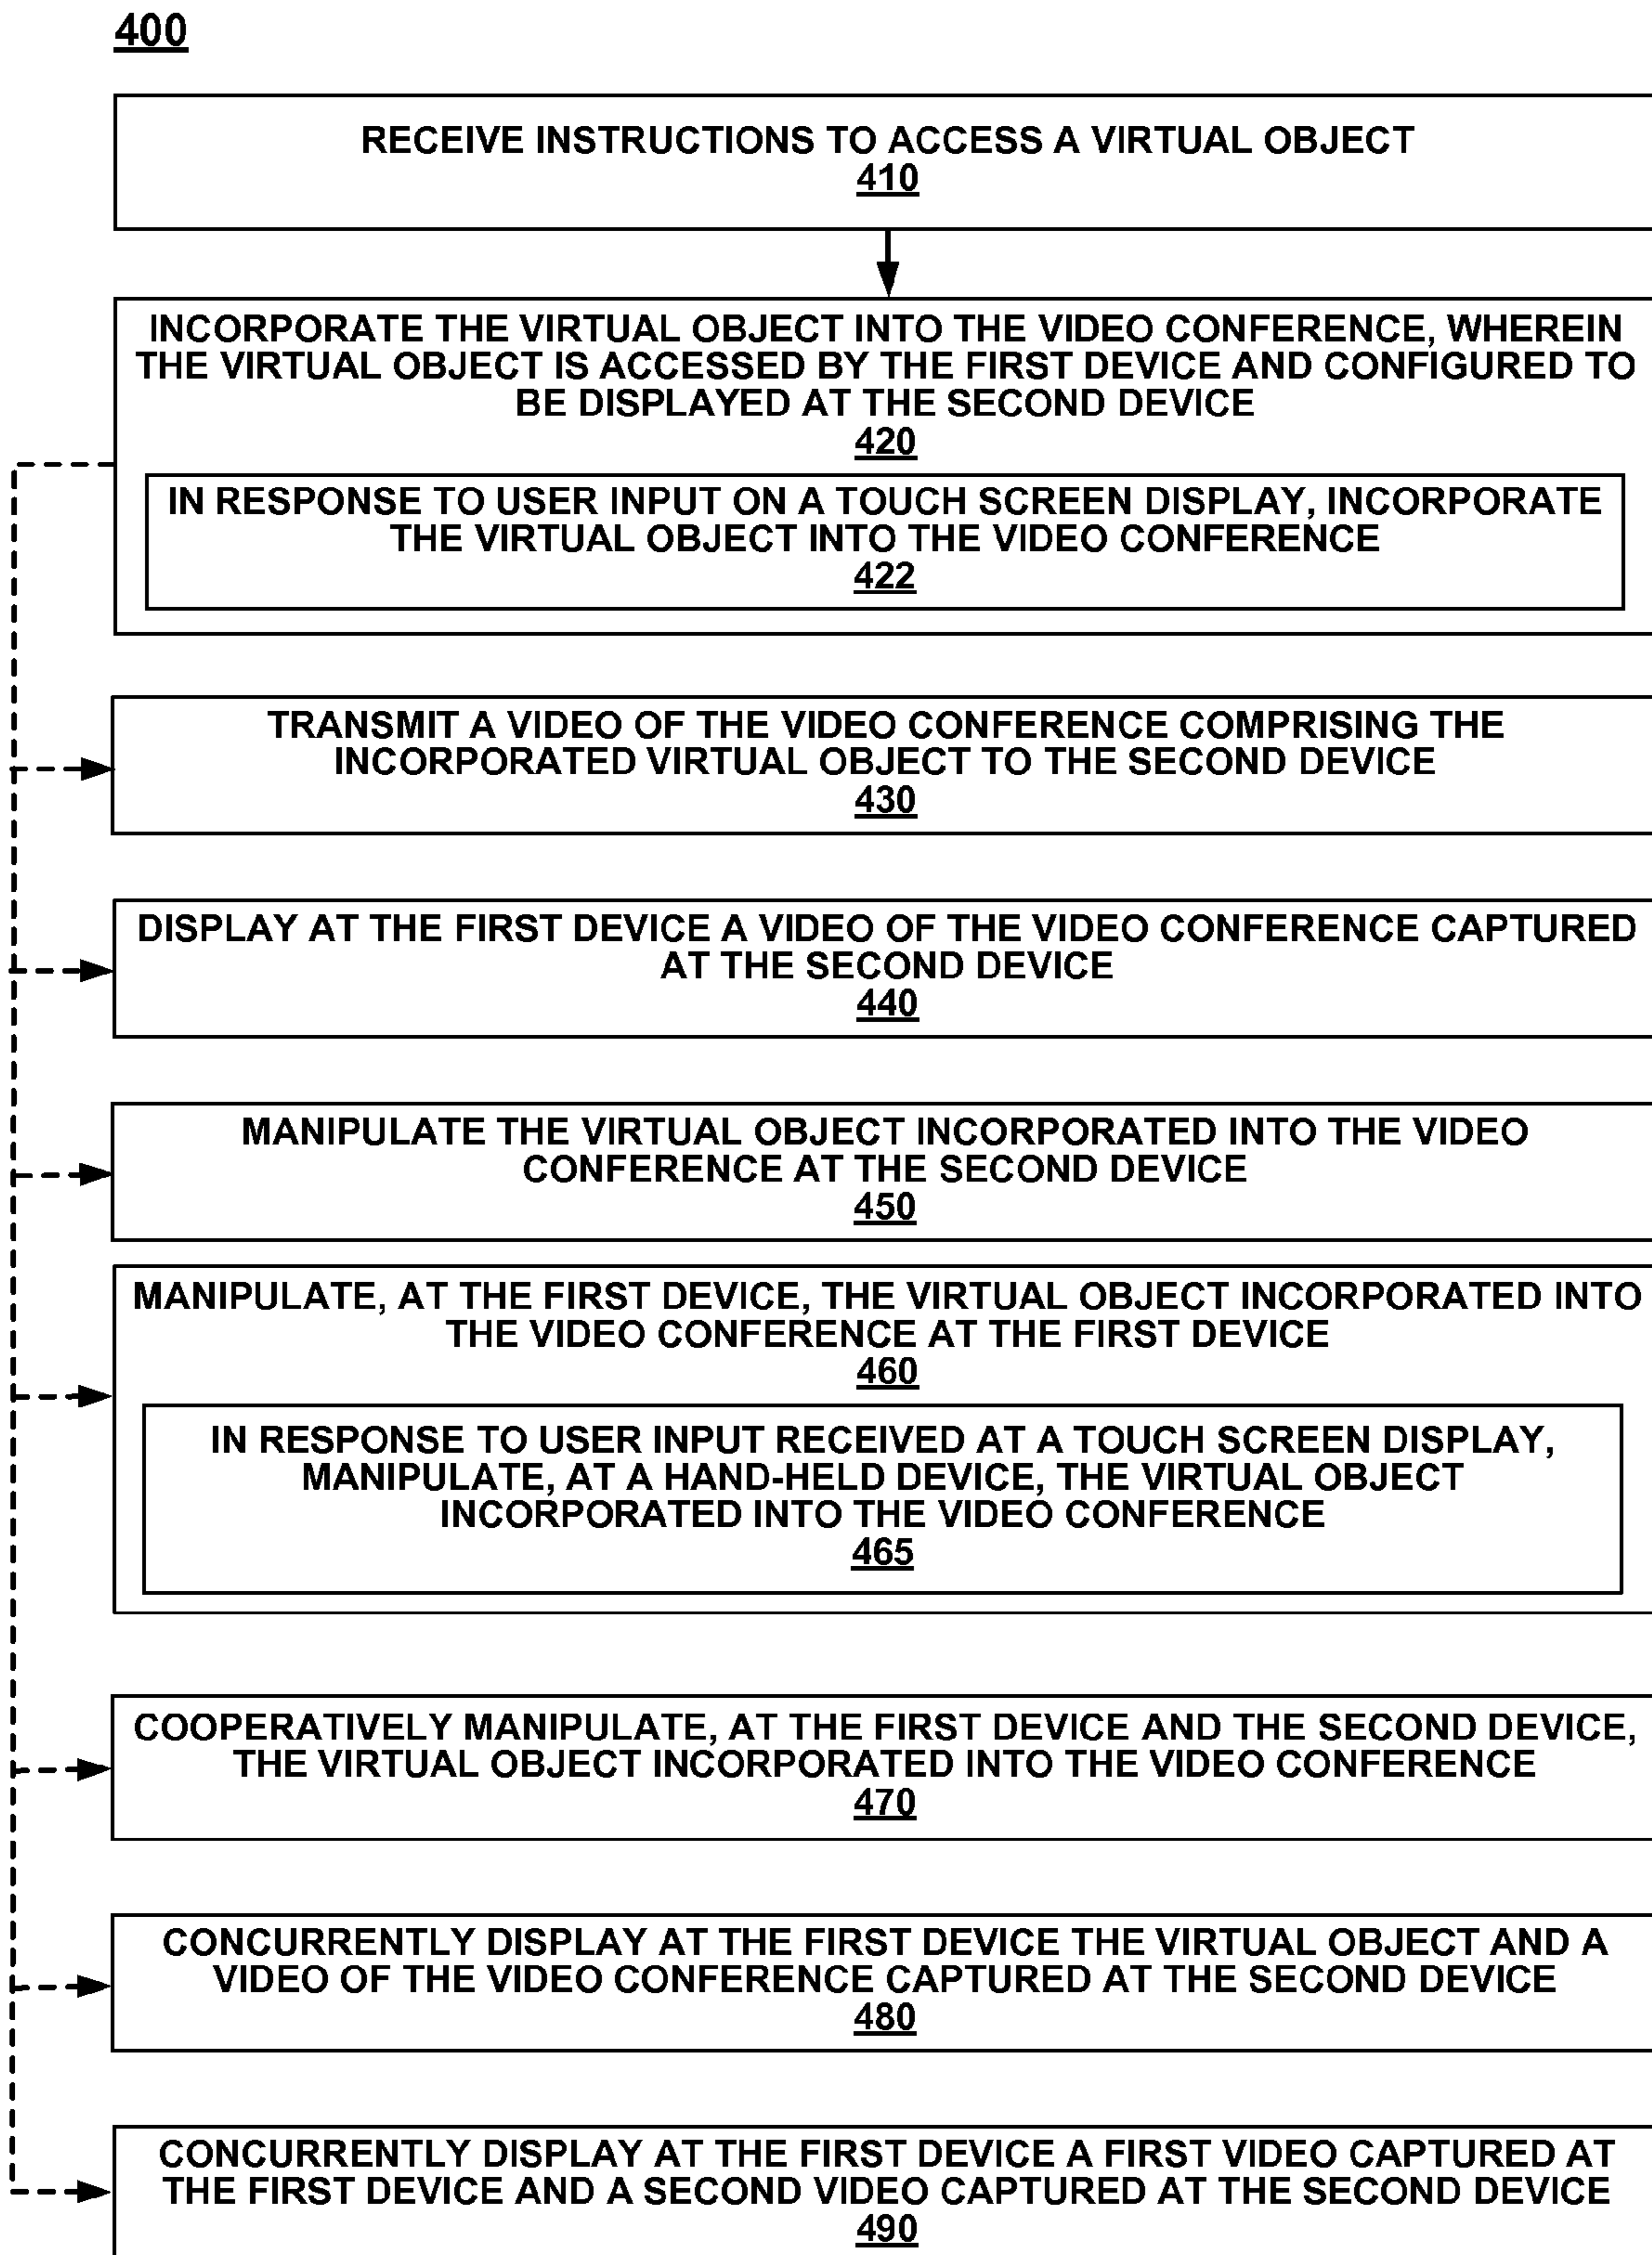 400
RECEIVE INSTRUCTIONS TO ACCESS A VIRTUAL OBJECT
410
INCORPORATE THE VIRTUAL OBJECT INTO THE VIDEO CONFERENCE, WHEREIN
THE VIRTUAL OBJECT IS ACCESSED BY THE FIRST DEVICE AND CONFIGURED TO
BE DISPLAYED AT THE SECOND DEVICE
420
IN RESPONSE TO USER INPUT ON A TOUCH SCREEN DISPLAY, INCORPORATE
THE VIRTUAL OBJECT INTO THE VIDEO CONFERENCE
422
TRANSMIT A VIDEO OF THE VIDEO CONFERENCE COMPRISING THE
INCORPORATED VIRTUAL OBJECT TO THE SECOND DEVICE
430
DISPLAY AT THE FIRST DEVICE A VIDEO OF THE VIDEO CONFERENCE CAPTURED
AT THE SECOND DEVICE
440
MANIPULATE THE VIRTUAL OBJECT INCORPORATED INTO THE VIDEO
CONFERENCE AT THE SECOND DEVICE
450
MANIPULATE, AT THE FIRST DEVICE, THE VIRTUAL OBJECT INCORPORATED INTO
THE VIDEO CONFERENCE AT THE FIRST DEVICE
460
IN RESPONSE TO USER INPUT RECEIVED AT A TOUCH SCREEN DISPLAY,
MANIPULATE, AT A HAND-HELD DEVICE, THE VIRTUAL OBJECT
INCORPORATED INTO THE VIDEO CONFERENCE
465
COOPERATIVELY MANIPULATE, AT THE FIRST DEVICE AND THE SECOND DEVICE,
THE VIRTUAL OBJECT INCORPORATED INTO THE VIDEO CONFERENCE
470
CONCURRENTLY DISPLAY AT THE FIRST DEVICE THE VIRTUAL OBJECT AND A
VIDEO OF THE VIDEO CONFERENCE CAPTURED AT THE SECOND DEVICE
480
CONCURRENTLY DISPLAY AT THE FIRST DEVICE A FIRST VIDEO CAPTURED AT
THE FIRST DEVICE AND A SECOND VIDEO CAPTURED AT THE SECOND DEVICE
490